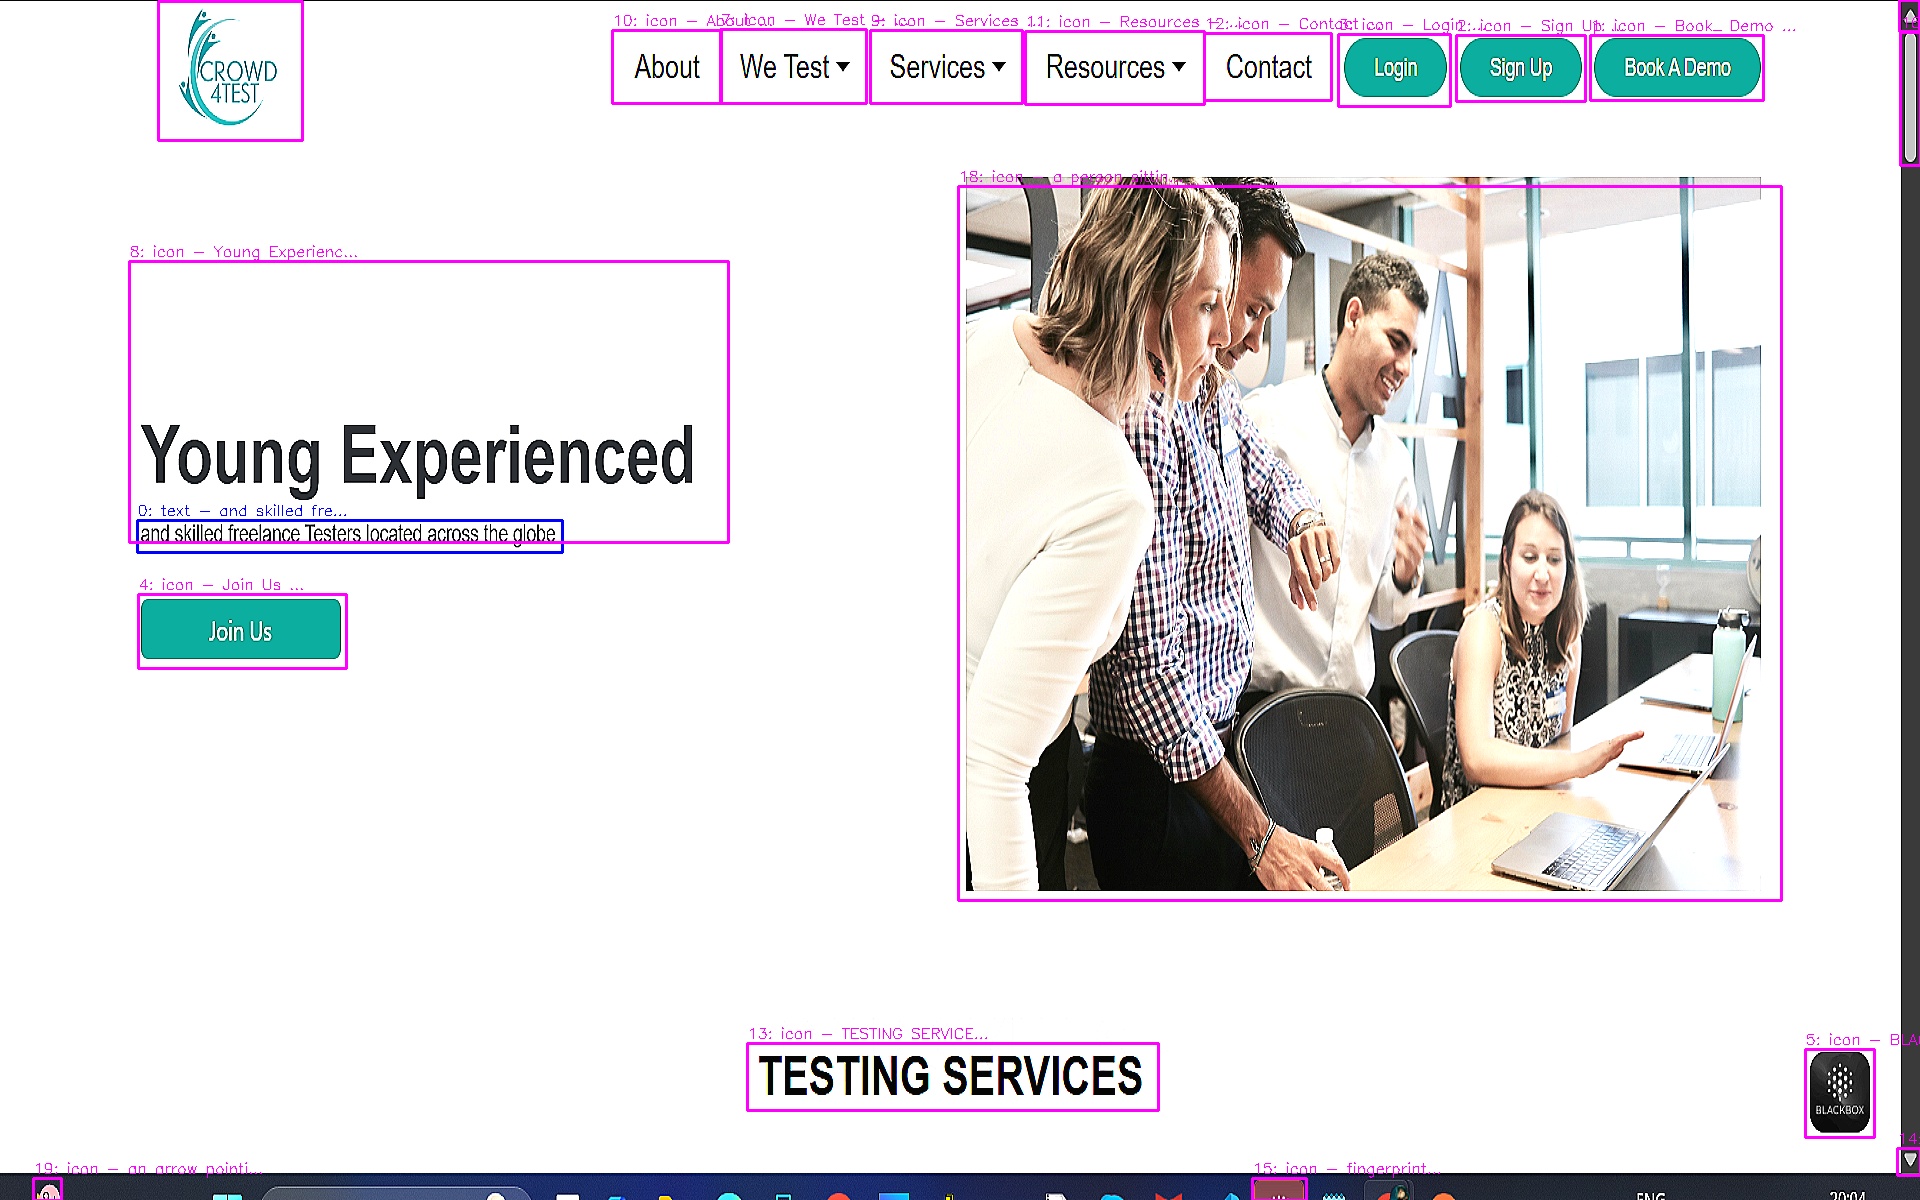 CROWD
4TEST
10: icon – About ...
7: icon – We Test – ...
9: icon – Services ...
11: icon – Resources – ...
12: icon – Contact ...
3: icon – Login ...
2: icon – Sign Up ...
1: icon – Book_ Demo ...
About
We Test
Services
Resources
Contact
Login
Sign Up
Book A Demo
18: icon – a person sittin...
8: icon – Young Experienc...
Young Experienced
0: text – and skilled fre...
and skilled freelance Testers located across the globe
4: icon – Join Us ...
Join Us
13: icon – TESTING SERVICE...
TESTING SERVICES
5: icon – BLA
BLACKBOX
14:
19: icon – an arrow pointi...
15: icon – fingerprint...
ENG
20:04